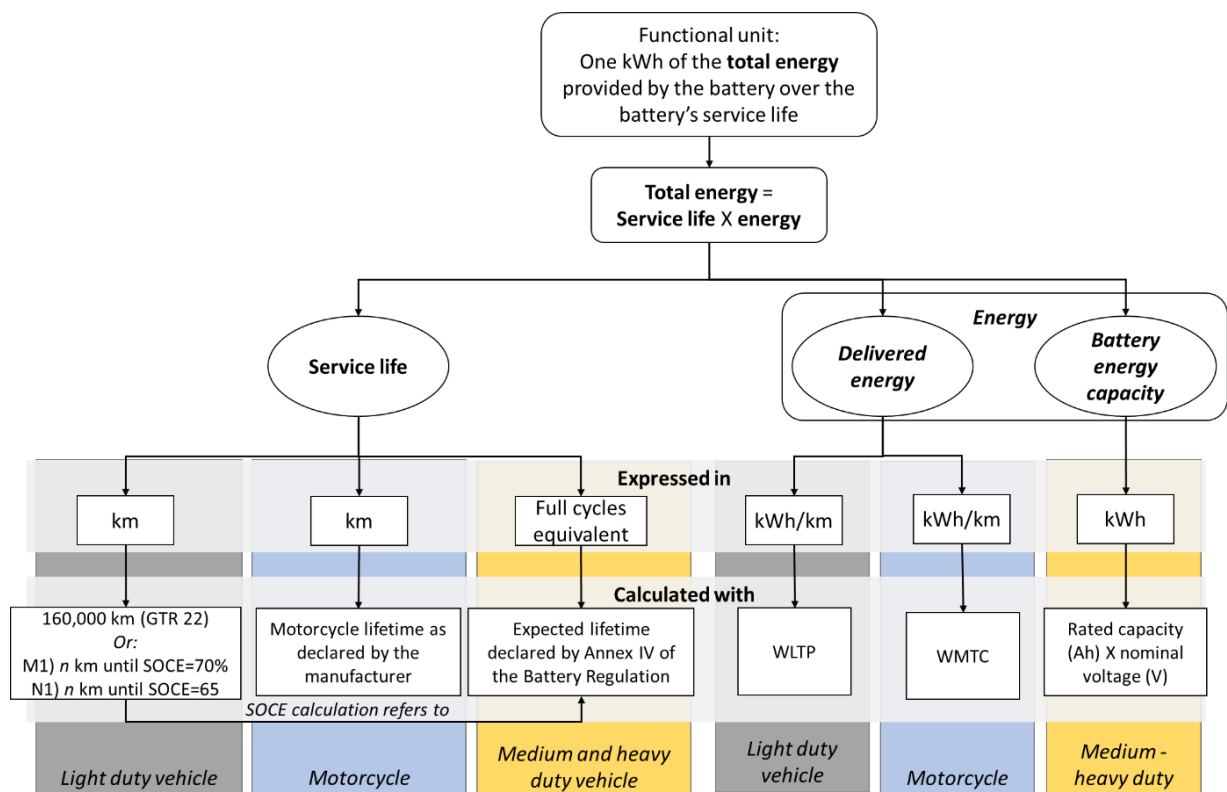 Functional unit:
One kWh of the total energy
provided by the battery over the
battery's service life
Total energy =
Service life X energy
Service life
Energy
Delivered
energy
Battery
energy
capacity
Expressed in
km
km
Full cycles
equivalent
kWh/km
kWh/km
kWh
Calculated with
160,000 km (GTR 22)
Or:
M1) n km until SOCE=70%
N1) n km until SOCE=65
Motorcycle lifetime as
declared by the
manufacturer
Expected lifetime
declared by Annex IV of
the Battery Regulation
WLTP
WMTC
Rated capacity
(Ah) X nominal
voltage (V)
SOCE calculation refers to
Light duty vehicle
Motorcycle
Medium and heavy
duty vehicle
Light duty
vehicle
Motorcycle
Medium -
heavy duty